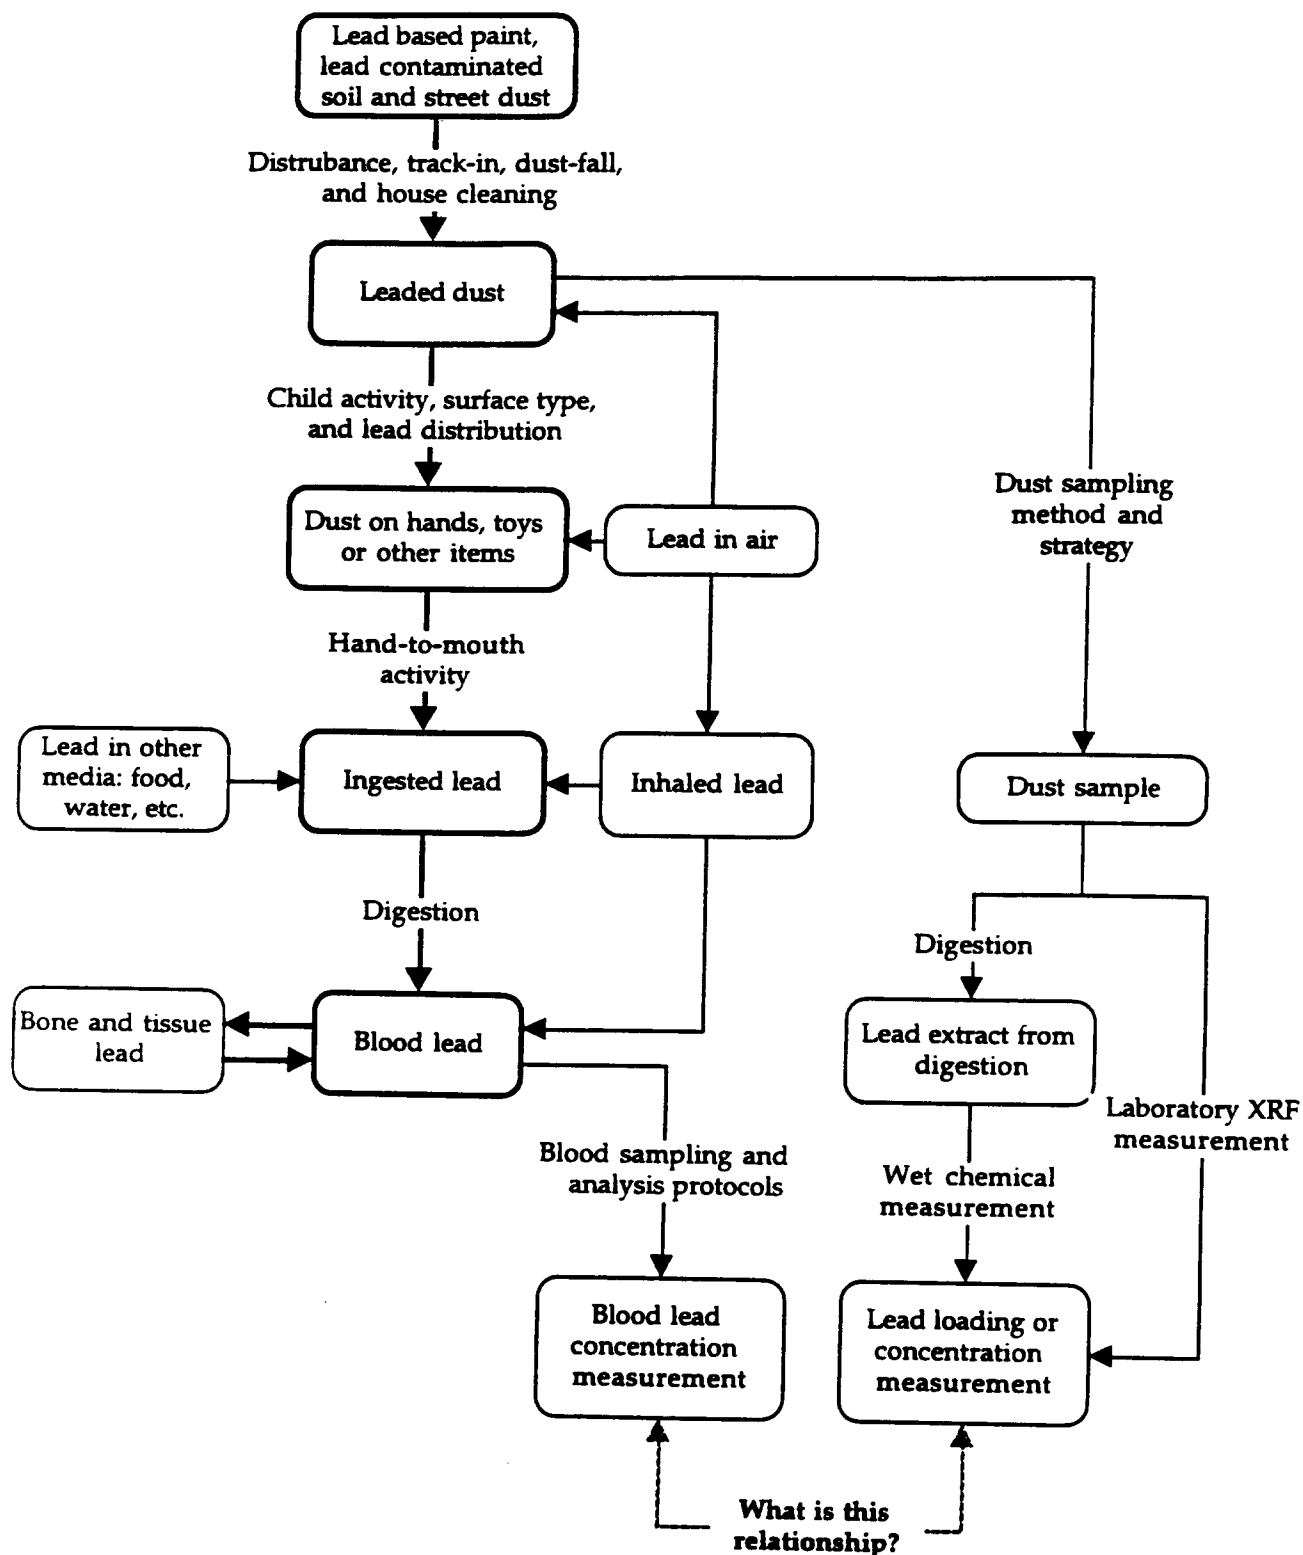 Lead based paint,
lead contaminated
soil and street dust
Distrubance, track-in, dust-fall,
and house cleaning
Leaded dust
Child activity, surface type,
and lead distribution
Dust sampling
method and
strategy
Dust on hands, toys
or other items
Lead in air
Hand-to-mouth
activity
Lead in other
media: food,
water, etc.
Ingested lead
Inhaled lead
Dust sample
Digestion
Digestion
Bone and tissue
lead
Blood lead
Lead extract from
digestion
Laboratory XRF
measurement
Blood sampling and
analysis protocols
Wet chemical
measurement
Blood lead
concentration
measurement
Lead loading or
concentration
measurement
What is this
relationship?